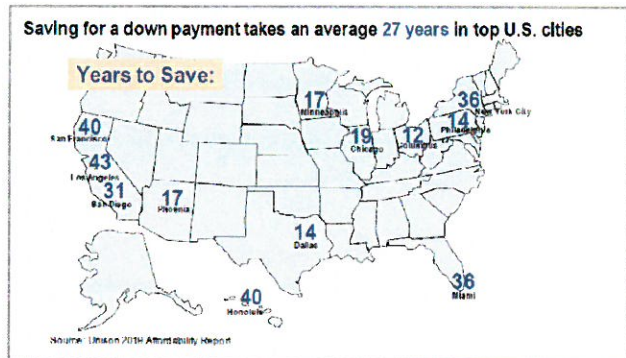 Saving for a down payment takes an average 27 years in top U.S. cities
Years to Save:
17
Minneapolis
36
New York City
40
San Francisco
19
Chicago
12
Columbus
14
Philadelphia
43
Los Angeles
31
San Diego
17
Phoenix
14
Dallas
40
Honolulu
36
Miami
Source: Unison 2019 Affordability Report